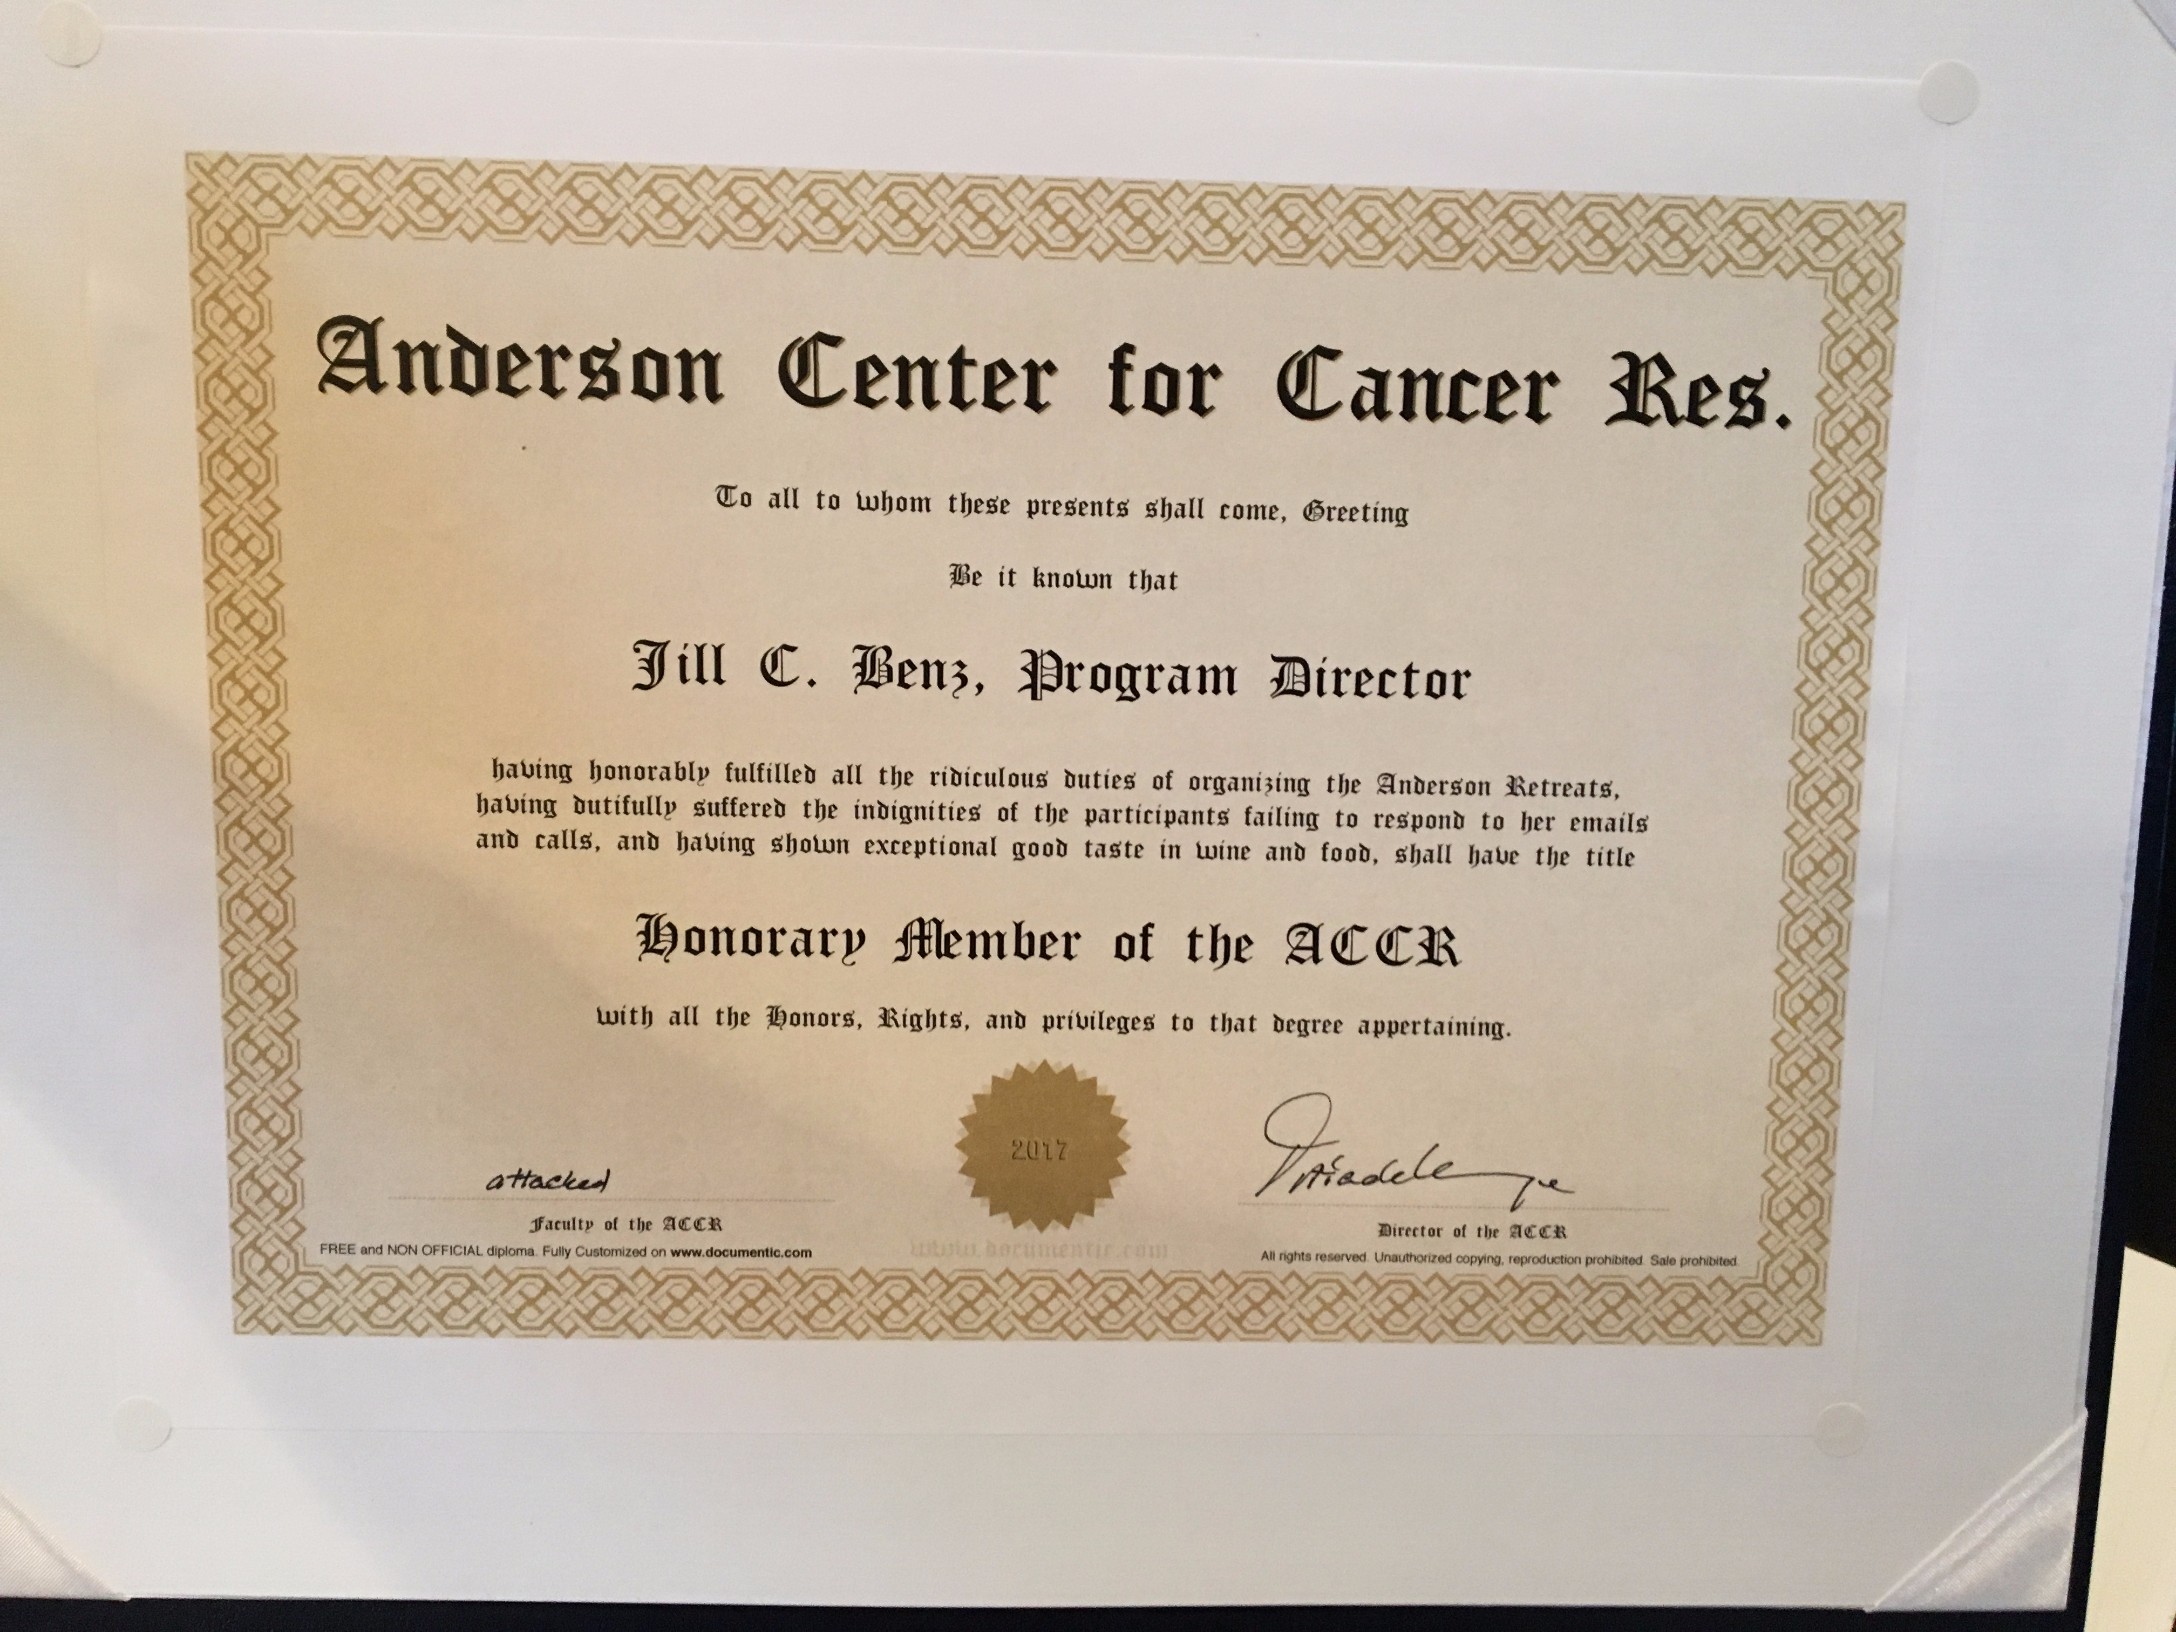 Anderson Center for Cancer Res.
To all to whom these presents shall come, Greeting
Be it known that
Jill C. Benz, Program Director
having honorably fulfilled all the ridiculous duties of organizing the Anderson Retreats,
having dutifully suffered the indignities of the participants failing to respond to her emails
and calls, and having shown exceptional good taste in wine and food, shall have the title
Honorary Member of the ACCR
with all the Honors, Rights, and privileges to that degree appertaining.
2017
attacked
Faculty of the ACCR
Director of the ACCR
FREE and NON OFFICIAL diploma. Fully Customized on www.documentic.com
www.documentic.com
All rights reserved. Unauthorized copying, reproduction prohibited. Sale prohibited.